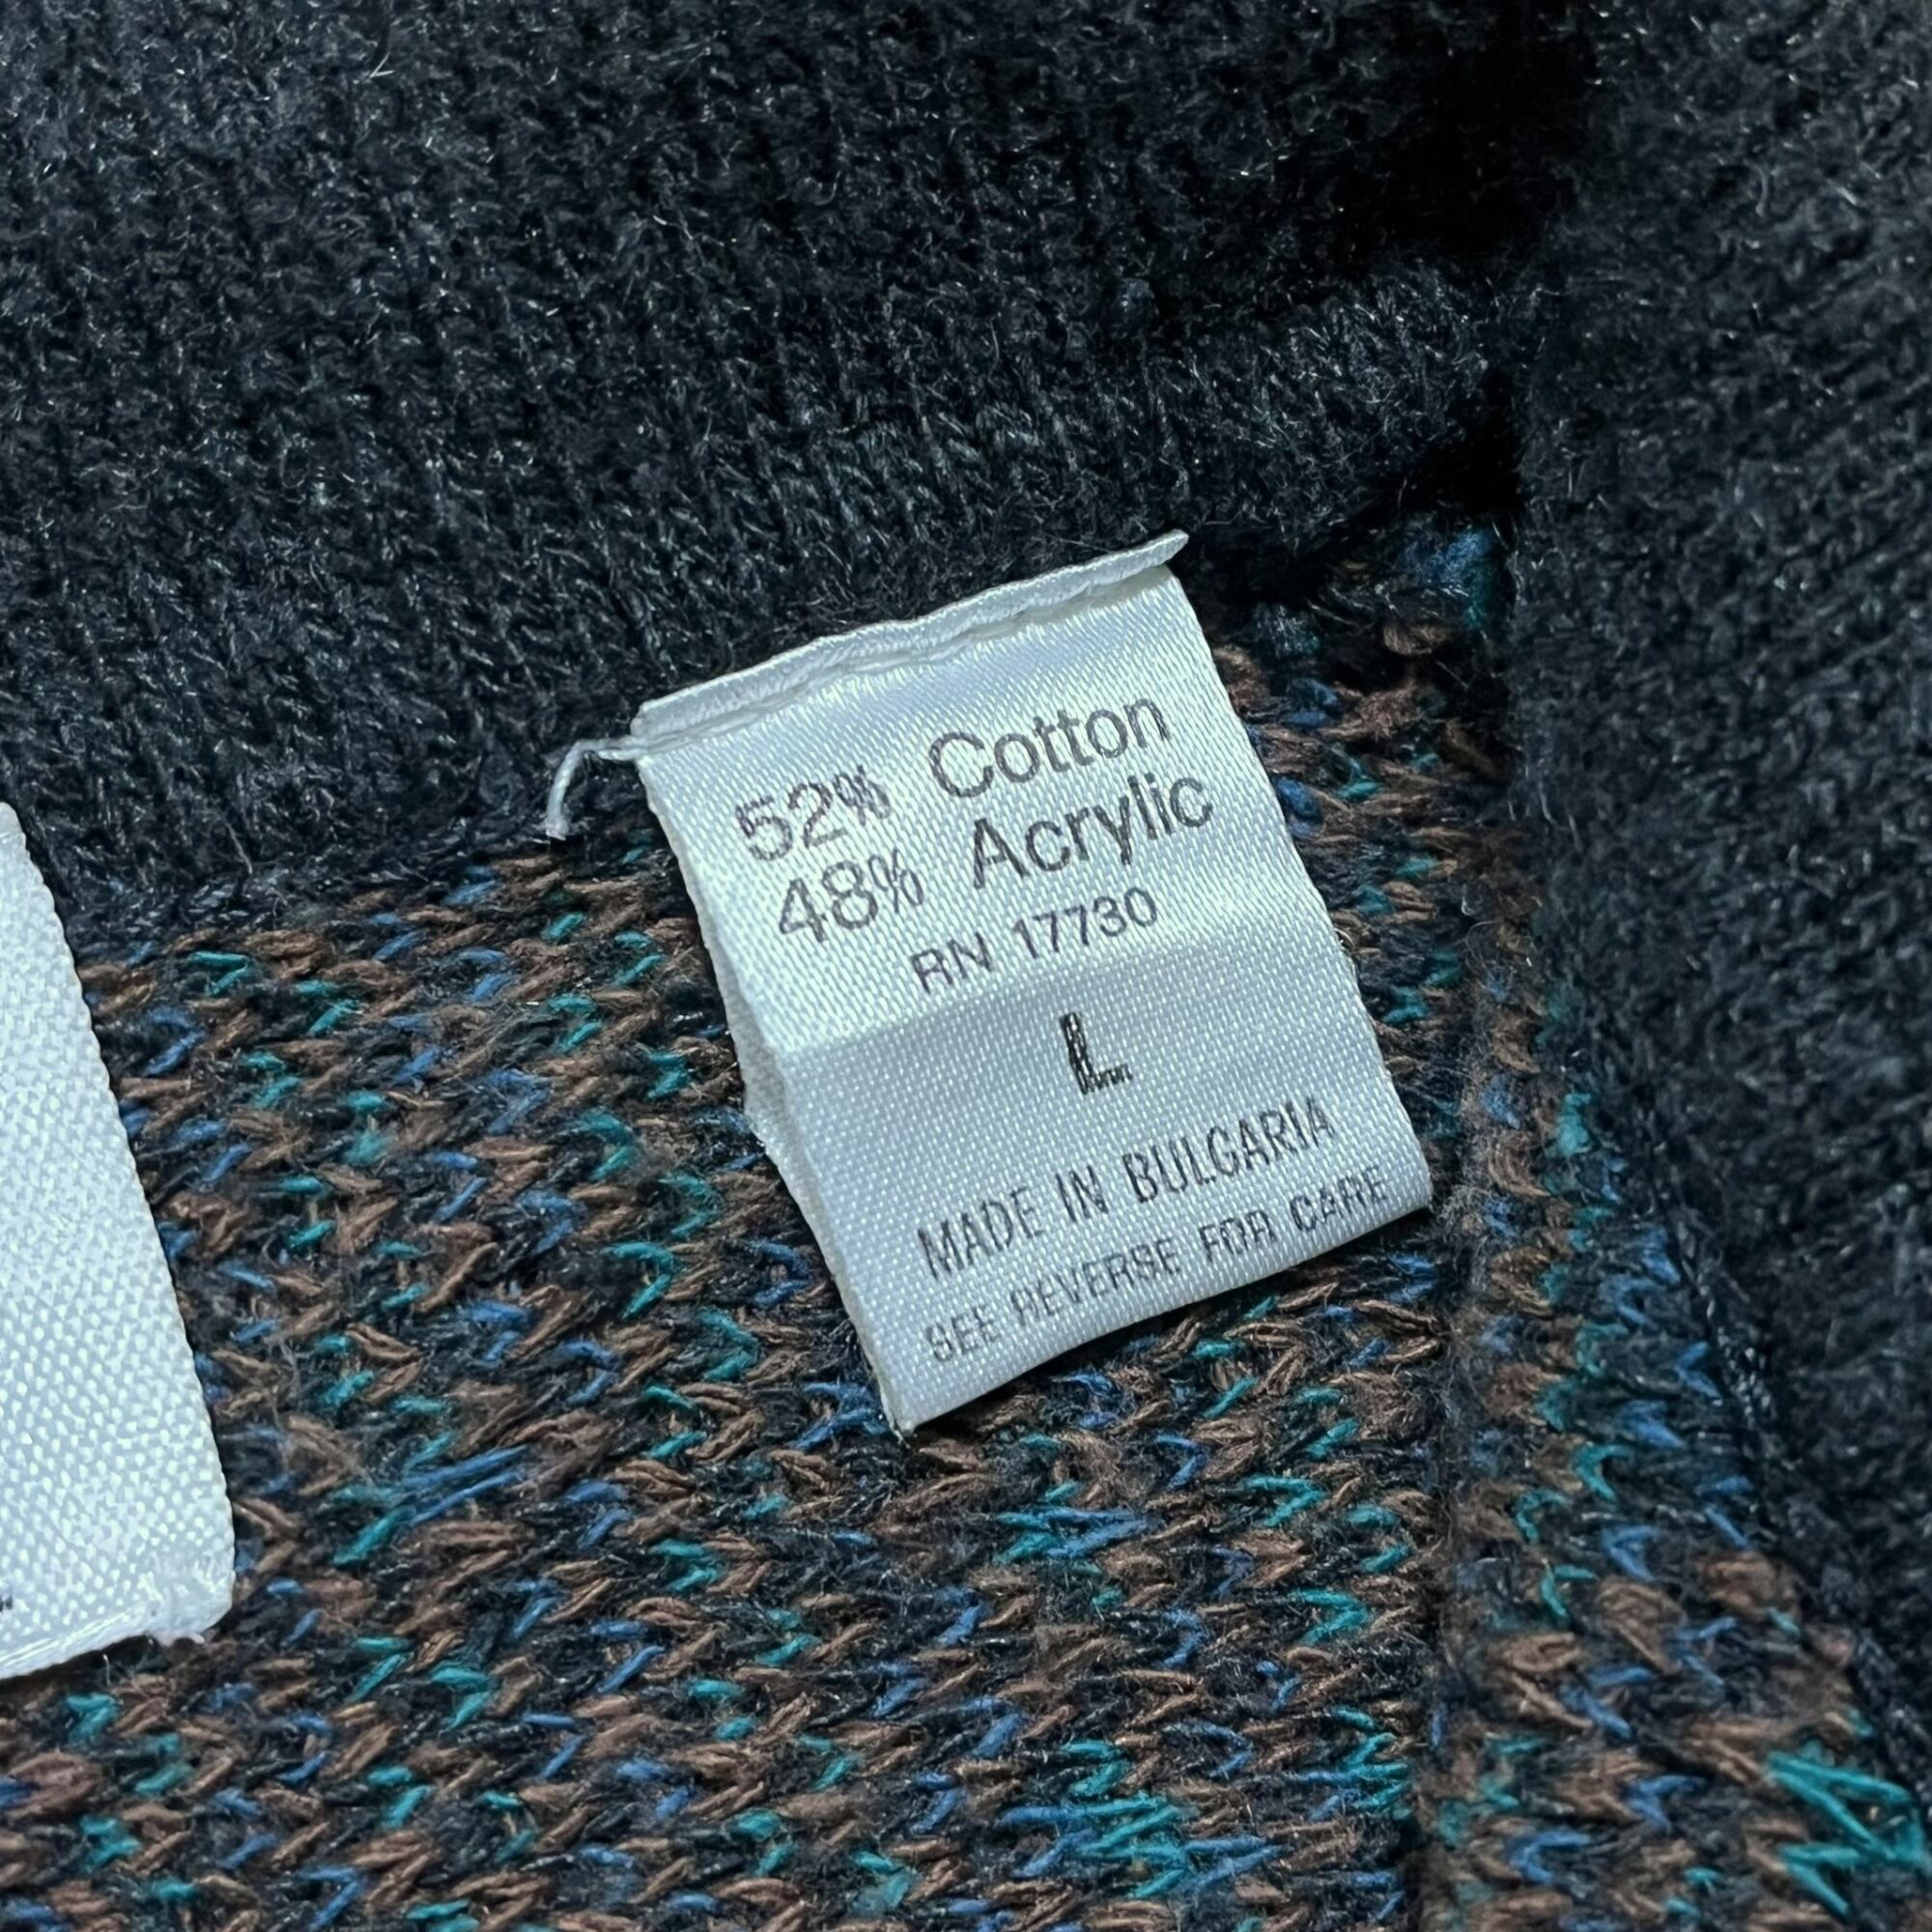 52% Cotton
48% Acrylic
RN 17730
L
MADE IN BULGARIA
SEE REVERSE FOR CARE